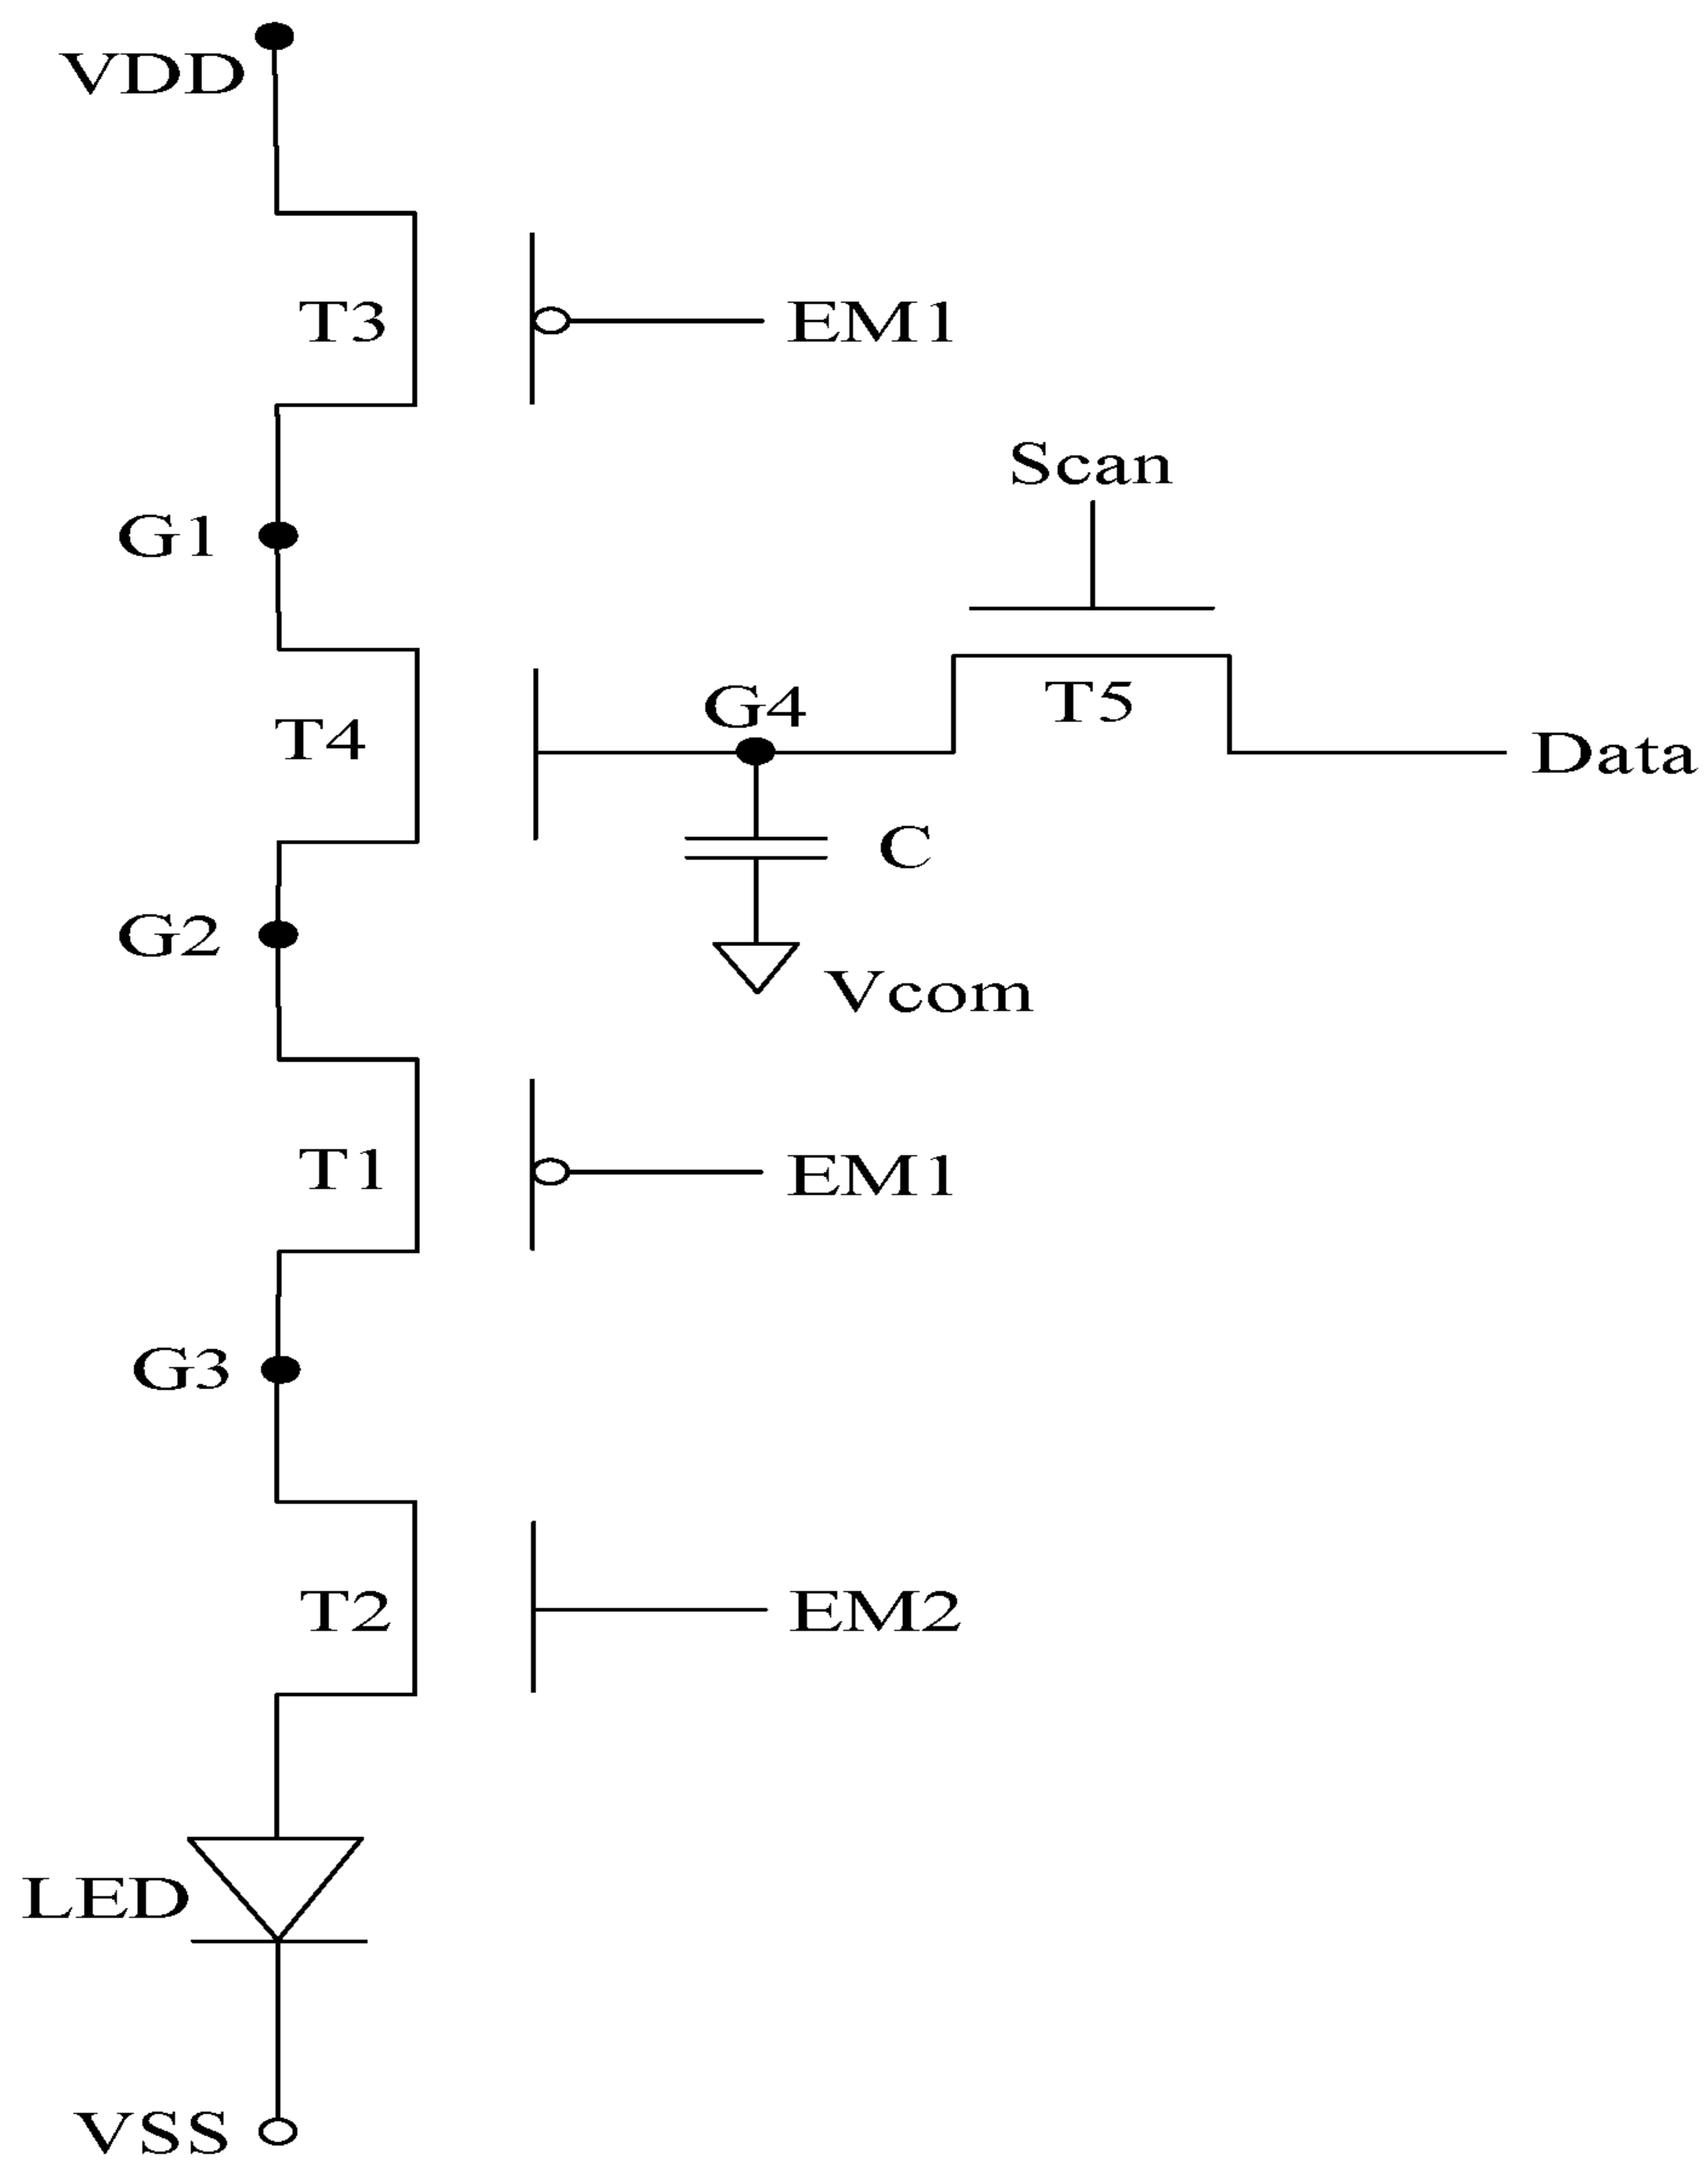 VDD
T3
EM1
Scan
G1
G4
T5
T4
Data
C
G2
Vcom
T1
EM1
G3
T2
EM2
LED
VSS